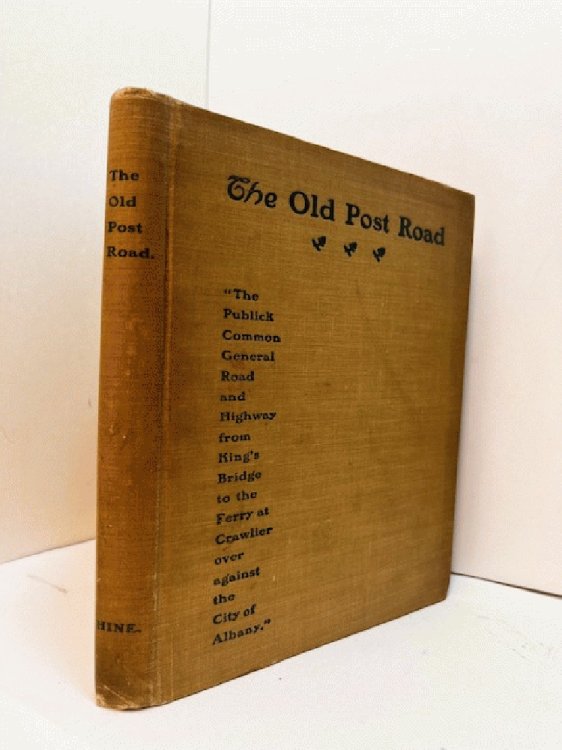 The
Old
Post
Road.
HINE.
The Old Post Road
"The
Publick
Common
General
Road
and
Highway
from
King's
Bridge
to the
Ferry at
Crawlier
over
against
the
City of
Albany."